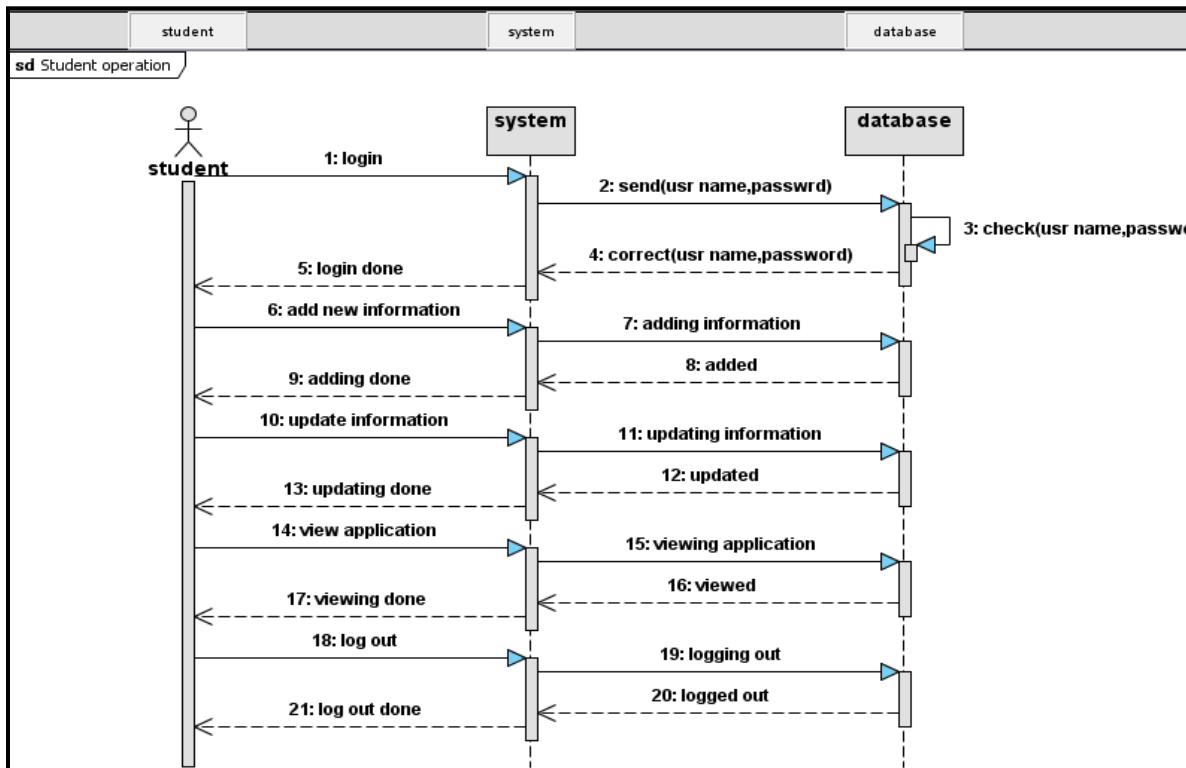 student
system
database
sd Student operation
student
system
database
1: login
2: send(usr name,passwrd)
3: check(usr name,
4: correct(usr name,password)
5: login done
6: add new information
7: adding information
8: added
9: adding done
10: update information
11: updating information
12: updated
13: updating done
14: view application
15: viewing application
16: viewed
17: viewing done
18: log out
19: logging out
20: logged out
21: log out done